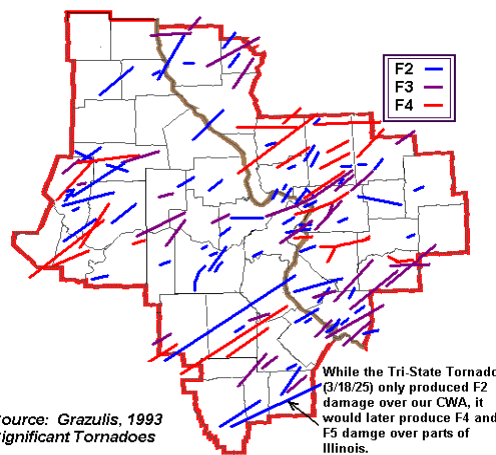 F2
F3
F4
While the Tri-State Tornado
(3/18/25) only produced F2
damage over our CWA, it
would later produce F4 and
F5 damge over parts of
Illinois.
Source: Grazulis, 1993
Significant Tornadoes